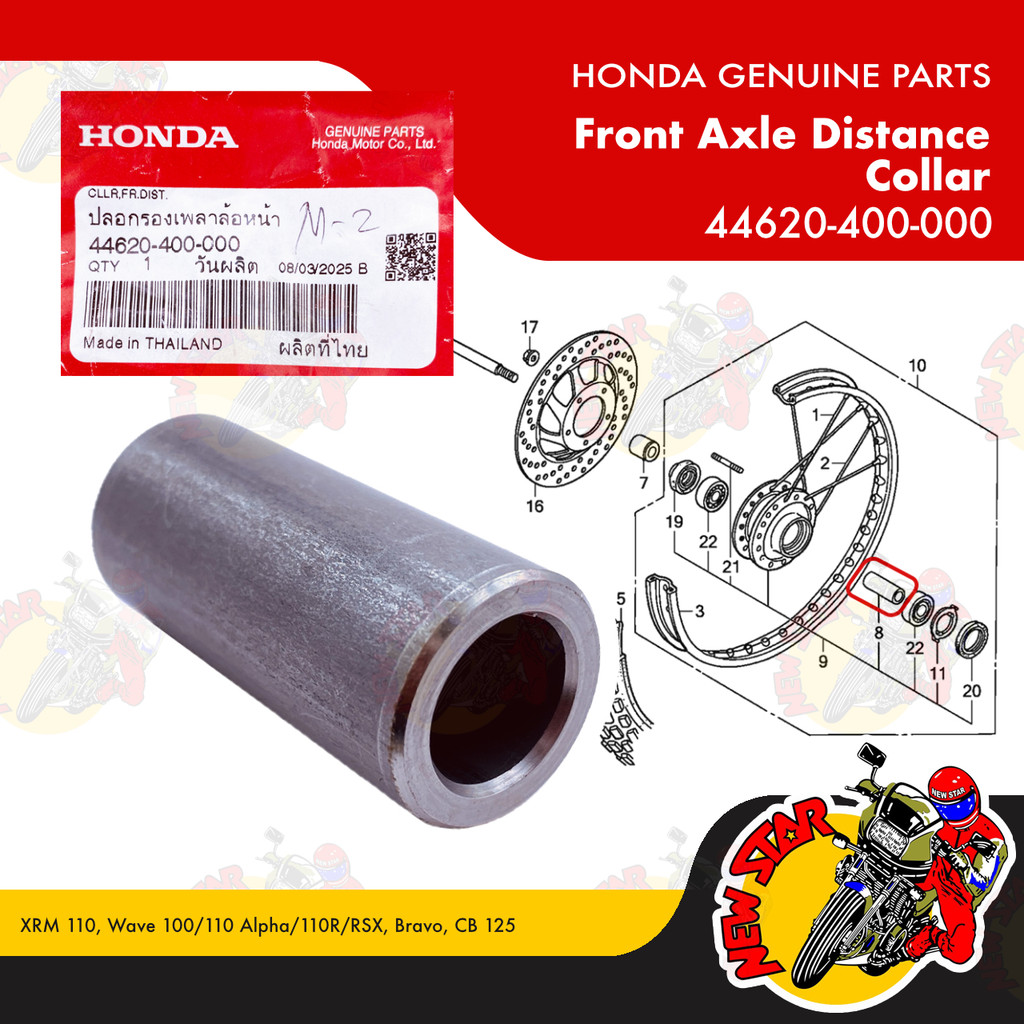 HONDA GENUINE PARTS
Front Axle Distance
Collar
44620-400-000
HONDA
GENUINE PARTS
Honda Motor Co., Ltd.
CLLR,FR.DIST.
ปลอกรองเพลาล้อหน้า
M-2
44620-400-000
QTY 1 วันผลิต 08/03/2025 B
Made in THAILAND ผลิตที่ไทย
17
10
1
2
7
16
19
22
21
5
3
8
9
22
11
20
NEW STAR
NEW STAR
XRM 110, Wave 100/110 Alpha/110R/RSX, Bravo, CB 125